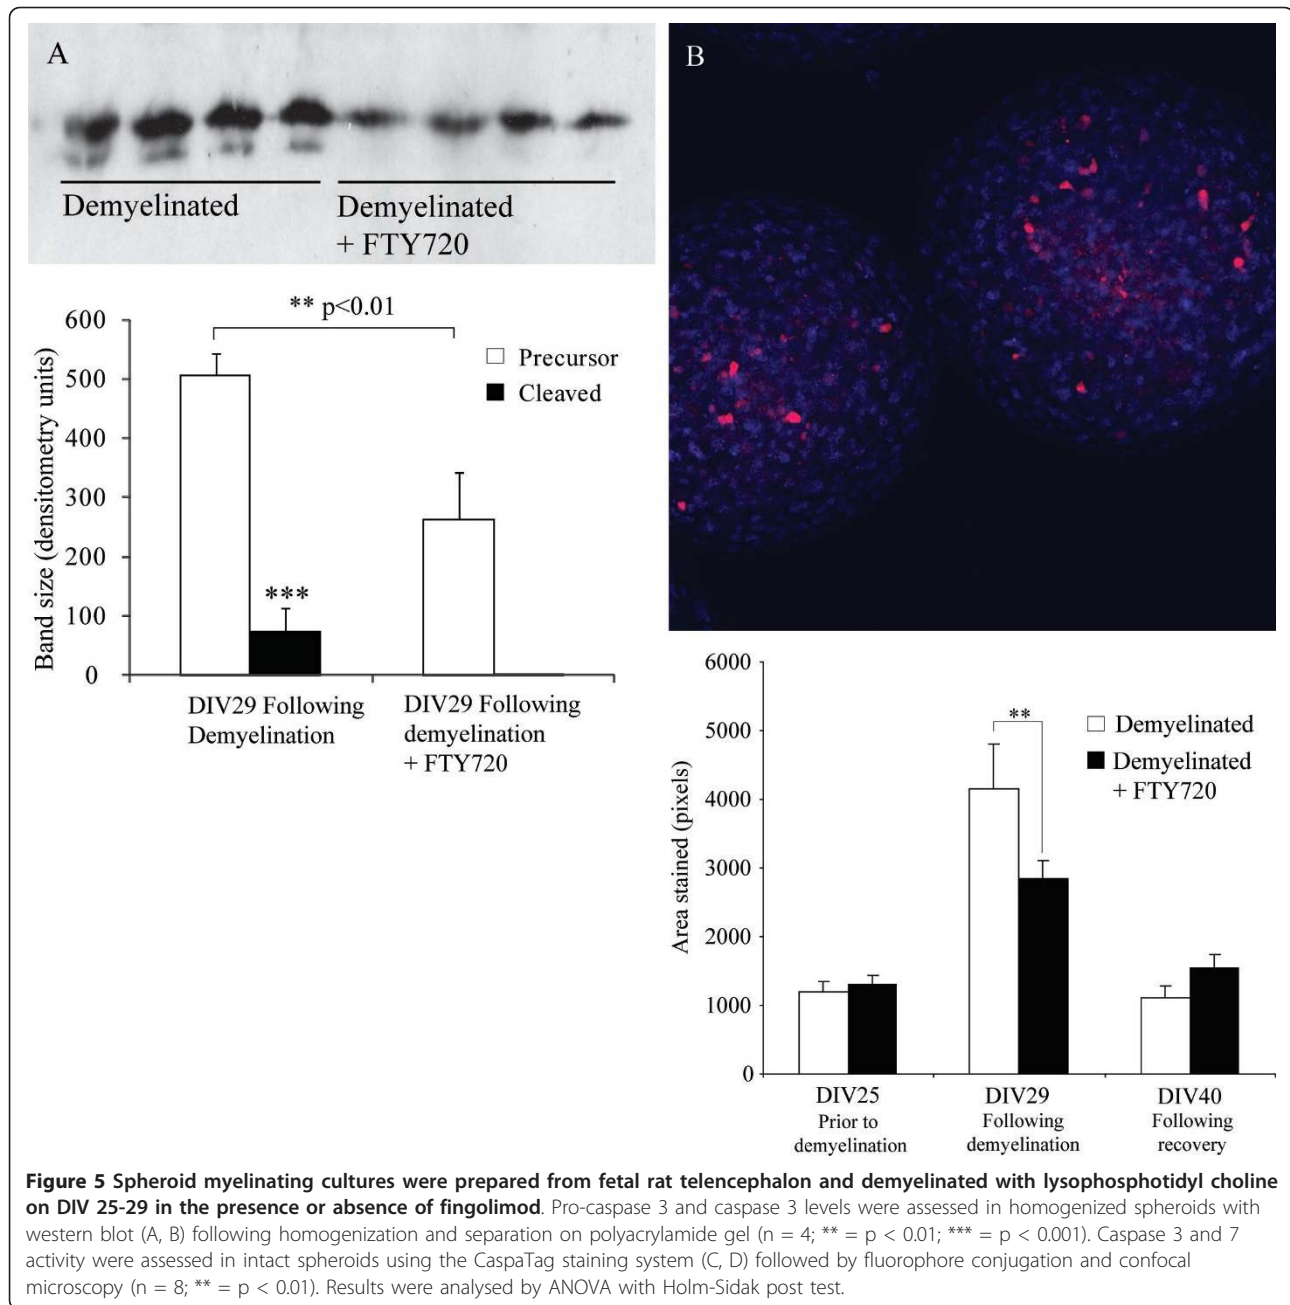 A
Demyelinated
Demyelinated
+ FTY720
** p<0.01
Band size (densitometry units)
600
500
400
300
200
100
0
Precursor
Cleaved
***
DIV29 Following
Demyelination
DIV29 Following
demyelination
+ FTY720
B
Area stained (pixels)
6000
5000
4000
3000
2000
1000
0
**
Demyelinated
Demyelinated
+ FTY720
DIV25
Prior to
demyelination
DIV29
Following
demyelination
DIV40
Following
recovery
Figure 5 Spheroid myelinating cultures were prepared from fetal rat telencephalon and demyelinated with lysophosphotidyl choline
on DIV 25-29 in the presence or absence of fingolimod. Pro-caspase 3 and caspase 3 levels were assessed in homogenized spheroids with
western blot (A, B) following homogenization and separation on polyacrylamide gel (n = 4; ** = p < 0.01; *** = p < 0.001). Caspase 3 and 7
activity were assessed in intact spheroids using the CaspaTag staining system (C, D) followed by fluorophore conjugation and confocal
microscopy (n = 8; ** = p < 0.01). Results were analysed by ANOVA with Holm-Sidak post test.